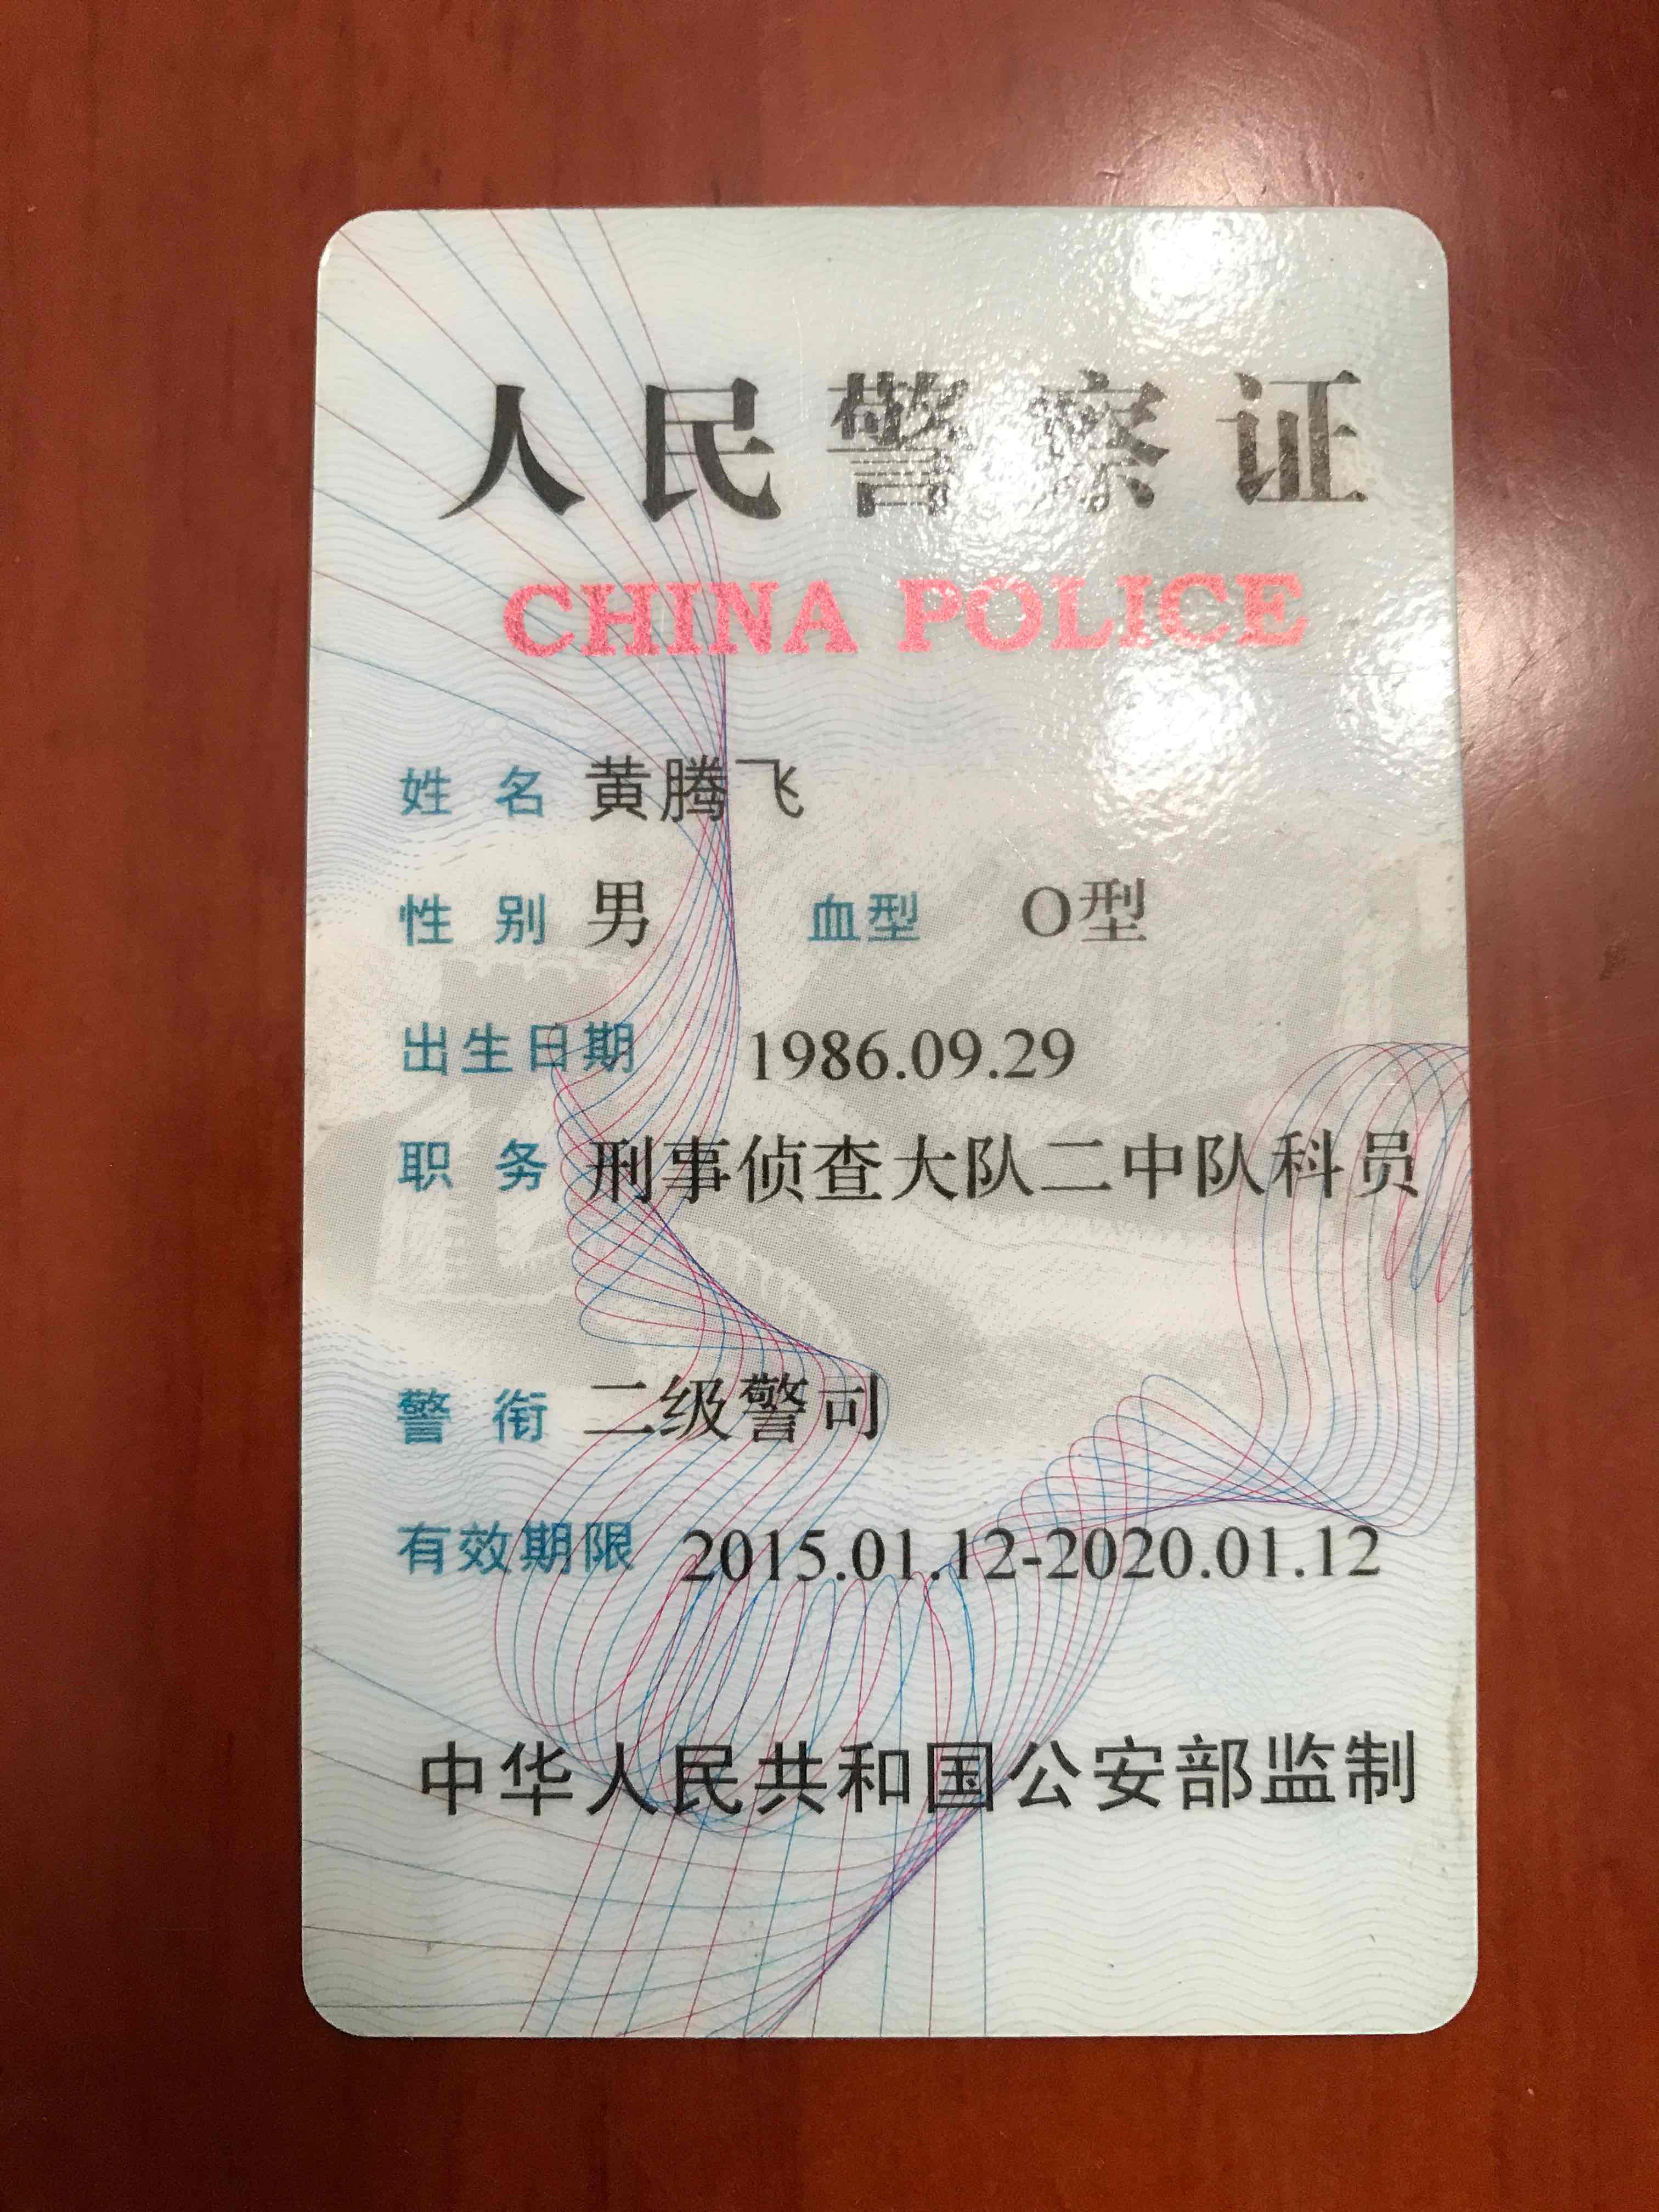 人民警察证
CHINA POLICE
姓名 黄腾飞
性别 男 血型 O型
出生日期 1986.09.29
职务 刑事侦查大队二中队科员
警衔 二级警司
有效期限 2015.01.12-2020.01.12
中华人民共和国公安部监制